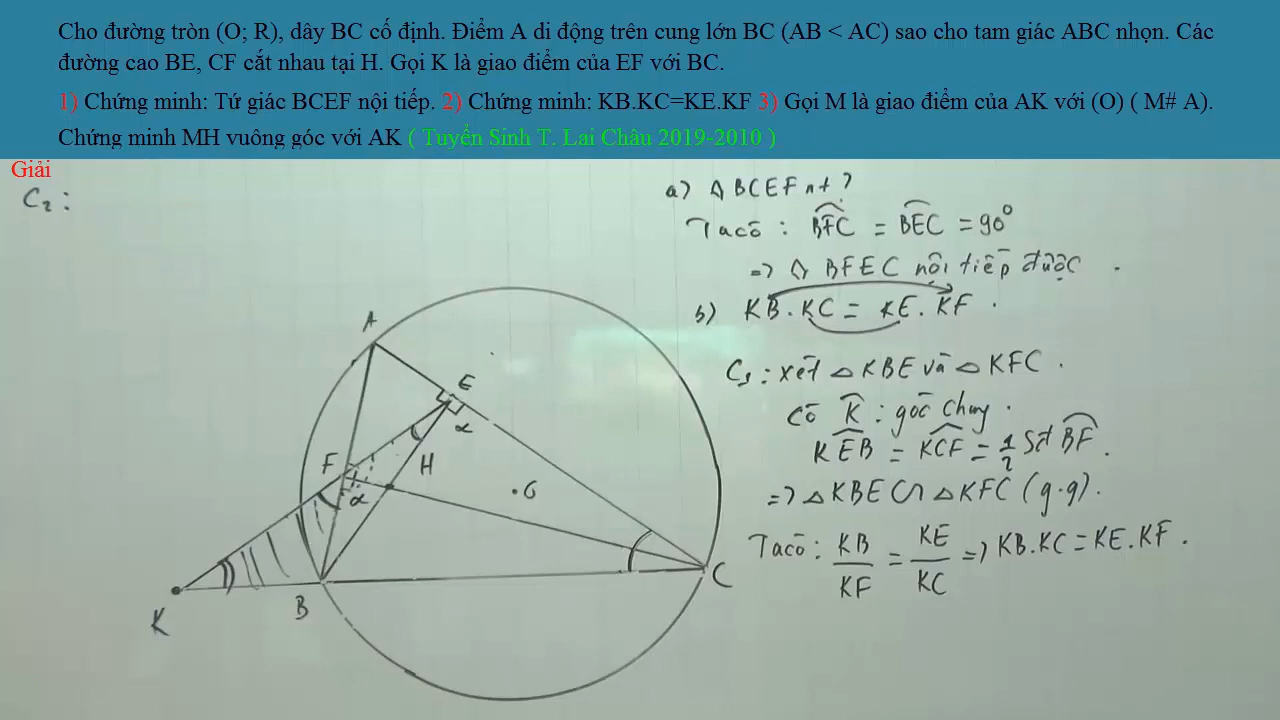 Cho đường tròn (O; R), dây BC cố định. Điểm A di động trên cung lớn BC (AB < AC) sao cho tam giác ABC nhọn. Các
đường cao BE, CF cắt nhau tại H. Gọi K là giao điểm của EF với BC.
1) Chứng minh: Tứ giác BCEF nội tiếp. 2) Chứng minh: KB.KC=KE.KF 3) Gọi M là giao điểm của AK với (O) ( M# A).
Chứng minh MH vuông góc với AK ( Tuyển Sinh T. Lai Châu 2019-2010 )
Giải
C₂ :
a) ◊ BCEF nt ?
Ta có : BFC = BEC = 90°
=> ◊ BFEC nội tiếp được .
b) KB.KC = KE.KF .
C₁ : xét △KBE và △KFC .
Có K : góc chung .
KEB = KCF = 1/2 Sđ BF .
=> △KBE ∽ △KFC (g.g) .
Ta có : KB/KF = KE/KC => KB.KC = KE.KF .
A
E
α
F
H
α
O
C
B
K